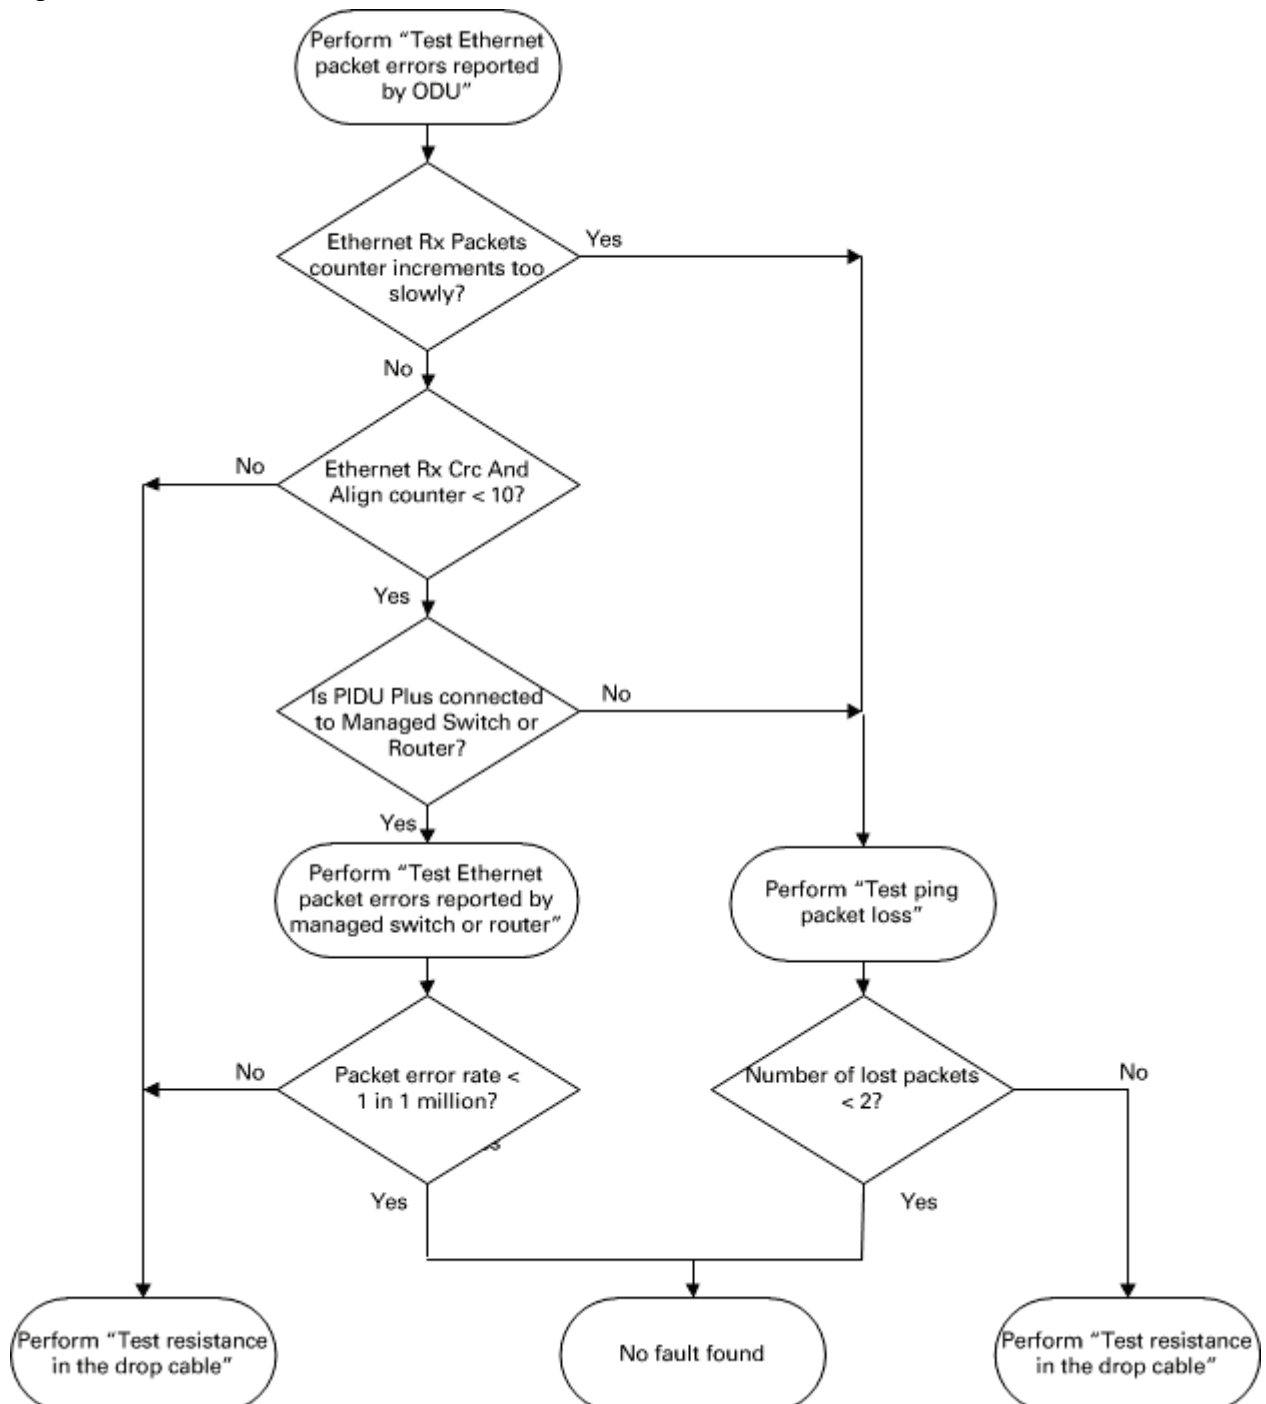 Perform “Test Ethernet
packet errors reported
by ODU”
Ethernet Rx Packets
counter increments too
slowly?
Yes
No
Ethernet Rx Crc And
Align counter < 10?
No
Yes
Is PIDU Plus connected
to Managed Switch or
Router?
No
Yes
Perform “Test Ethernet
packet errors reported by
managed switch or router”
Perform “Test ping
packet loss”
Packet error rate <
1 in 1 million?
No
Yes
Number of lost packets
< 2?
No
Yes
Perform “Test resistance
in the drop cable”
No fault found
Perform “Test resistance
in the drop cable”